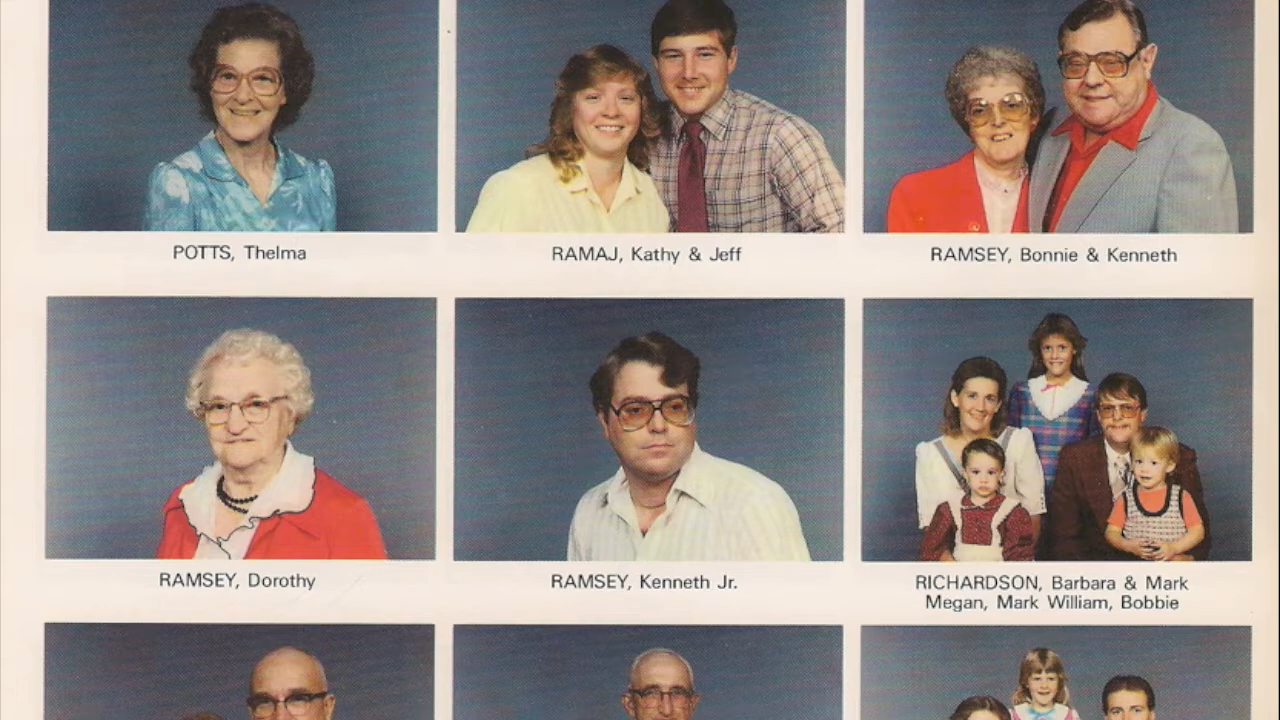 POTTS, Thelma
RAMAJ, Kathy & Jeff
RAMSEY, Bonnie & Kenneth
RAMSEY, Dorothy
RAMSEY, Kenneth Jr.
RICHARDSON, Barbara & Mark
Megan, Mark William, Bobbie